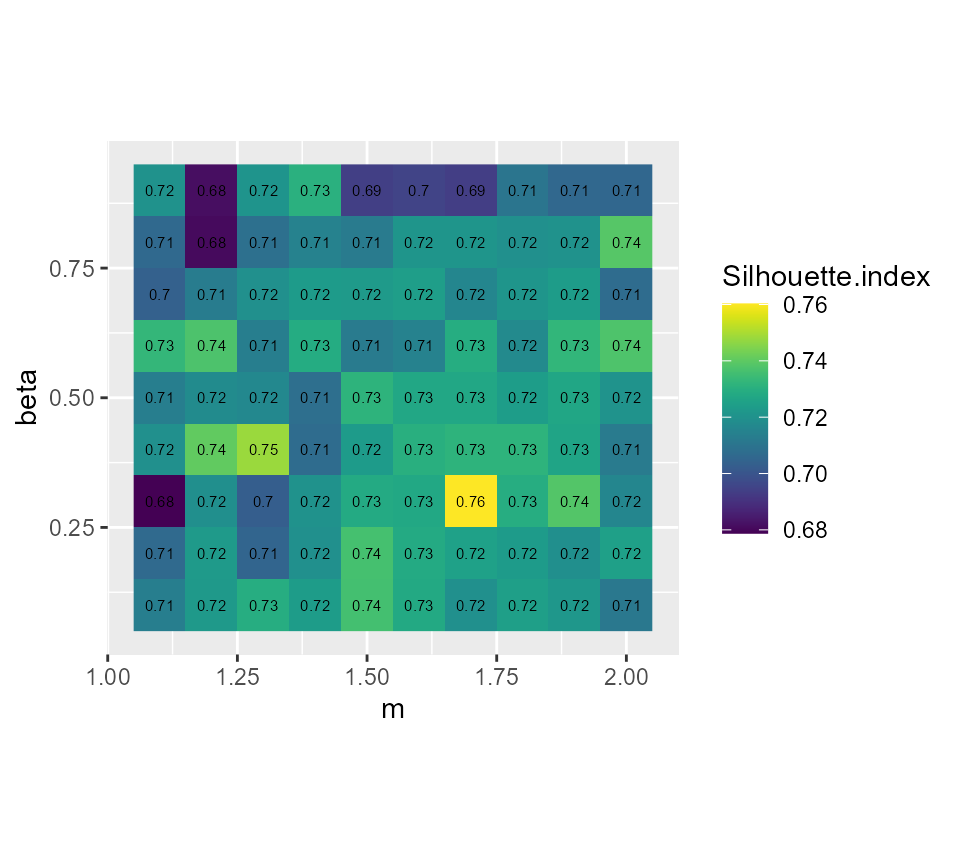 0.72 0.68 0.72 0.73 0.69 0.7 0.69 0.71 0.71 0.71
0.71 0.68 0.71 0.71 0.71 0.72 0.72 0.72 0.72 0.74
0.75
0.7 0.71 0.72 0.72 0.72 0.72 0.72 0.72 0.72 0.71
0.73 0.74 0.71 0.73 0.71 0.71 0.73 0.72 0.73 0.74
0.50
0.71 0.72 0.72 0.71 0.73 0.73 0.73 0.72 0.73 0.72
0.72 0.74 0.75 0.71 0.72 0.73 0.73 0.73 0.73 0.71
0.68 0.72 0.7 0.72 0.73 0.73 0.76 0.73 0.74 0.72
0.25
0.71 0.72 0.71 0.72 0.74 0.73 0.72 0.72 0.72 0.72
0.71 0.72 0.73 0.72 0.74 0.73 0.72 0.72 0.72 0.71
1.00 1.25 1.50 1.75 2.00
m
beta
Silhouette.index
0.76
0.74
0.72
0.70
0.68